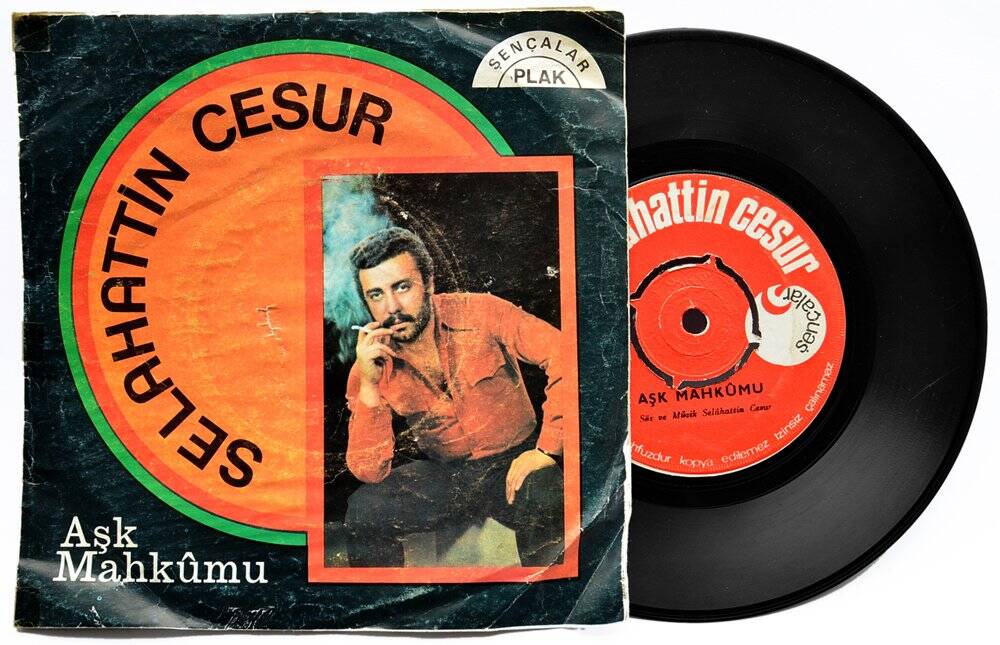 SELAHATTİN CESUR
ŞENÇALAR
PLAK
Aşk
Mahkûmu
hattin cesur
şençalar
AŞK MAHKÛMU
Söz ve Müzik Selâhattin Cesur
kopya edilemez izinsiz çalınamaz